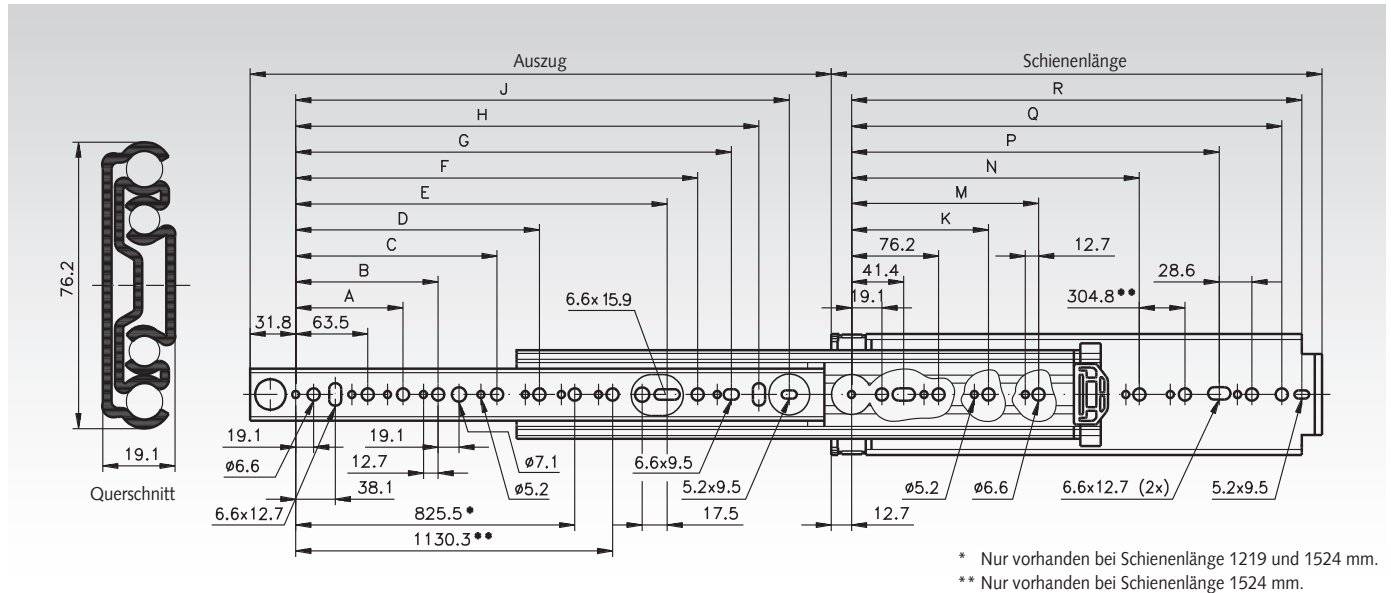 Auszug
Schienenlänge
J
R
H
Q
G
P
F
N
E
M
D
K
C
76.2
12.7
B
41.4
28.6
A
6.6x15.9
19.1
304.8**
31.8
63.5
76.2
19.1
Querschnitt
19.1
19.1
ø6.6
12.7
ø7.1
6.6x9.5
ø5.2
5.2x9.5
ø5.2
ø6.6
6.6x12.7 (2x)
5.2x9.5
38.1
6.6x12.7
825.5*
17.5
12.7
1130.3**
* Nur vorhanden bei Schienenlänge 1219 und 1524 mm.
** Nur vorhanden bei Schienenlänge 1524 mm.